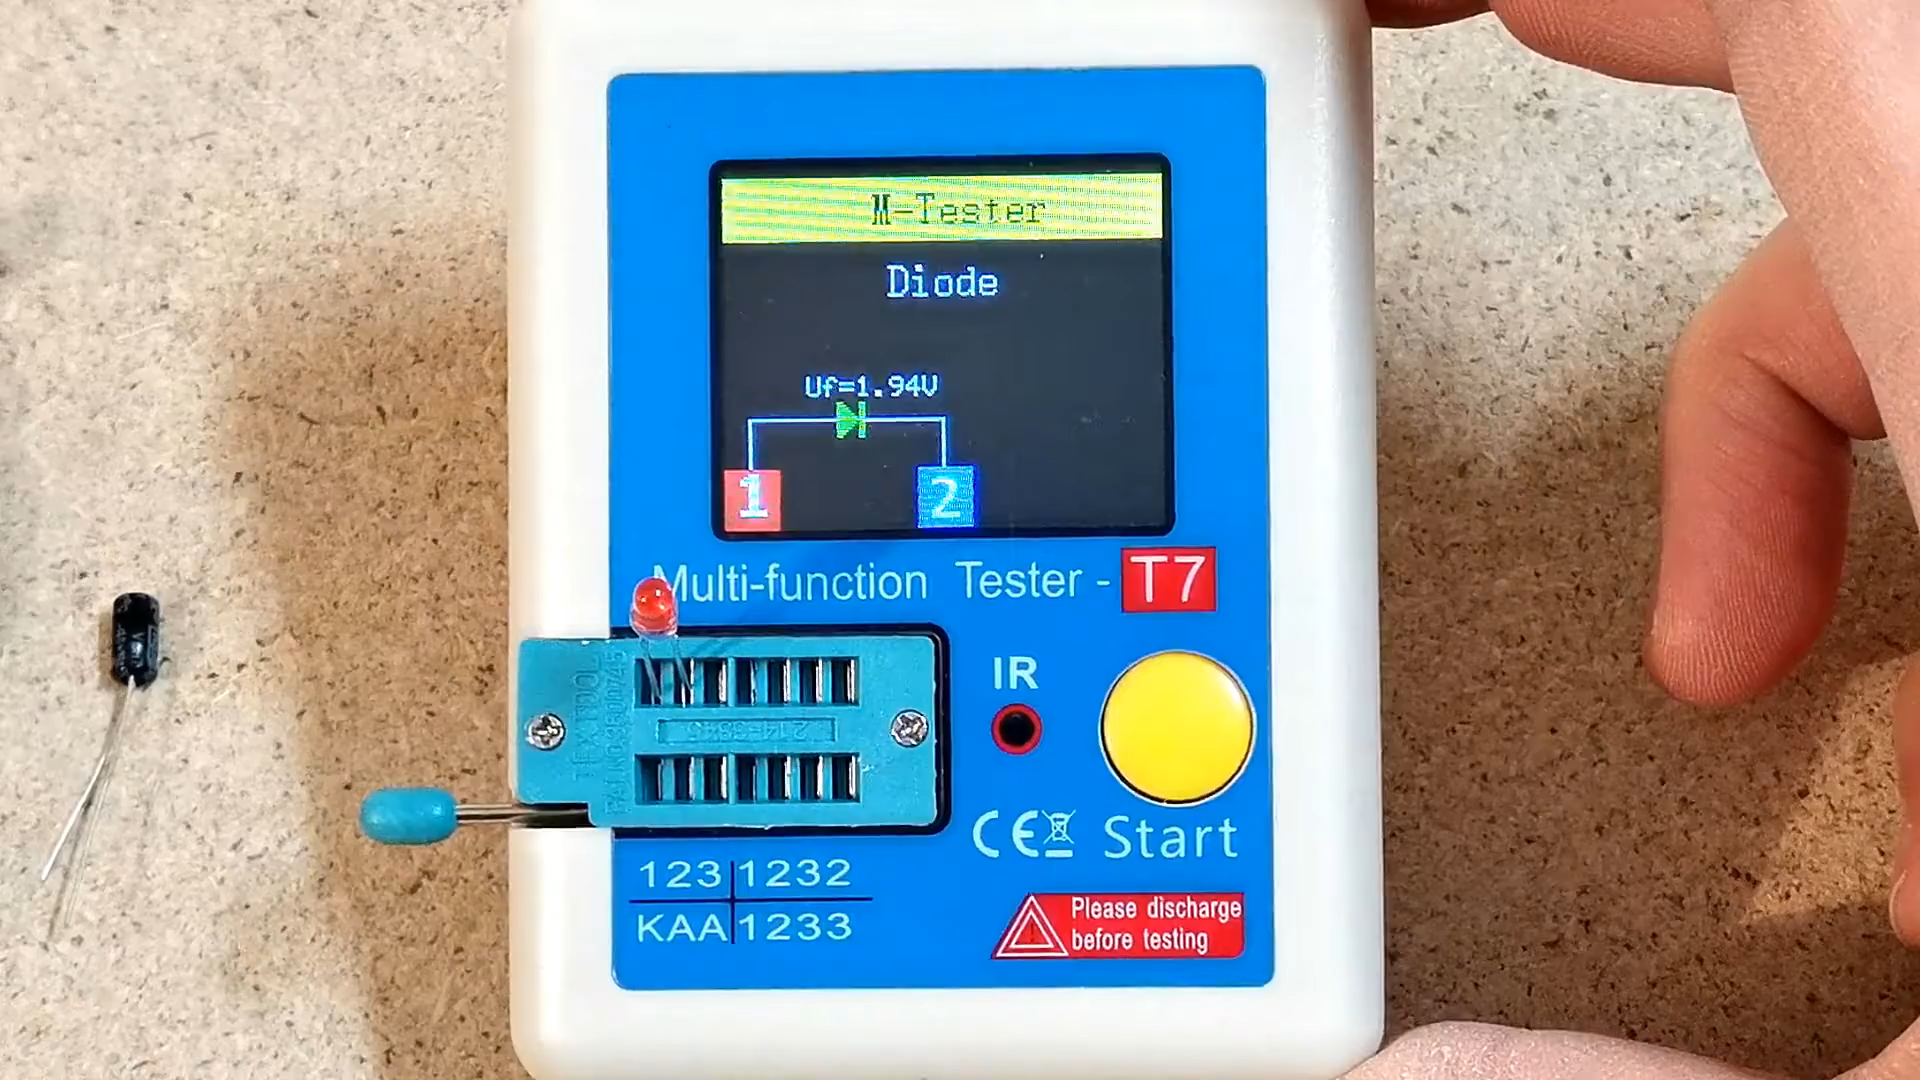 M-Tester
Diode
Uf=1.94V
1 2
Multi-function Tester - T7
IR
CE Start
123 1232
KAA 1233
Please discharge
before testing